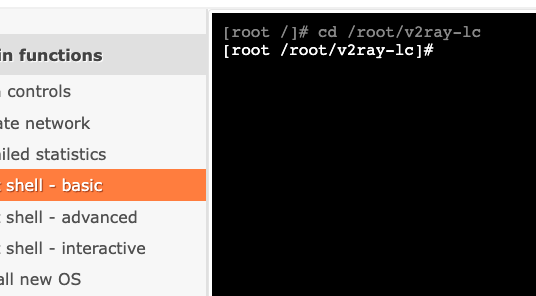 in functions
controls
ate network
iled statistics
shell - basic
shell - advanced
shell - interactive
all new OS
[root /]# cd /root/v2ray-lc
[root /root/v2ray-lc]#